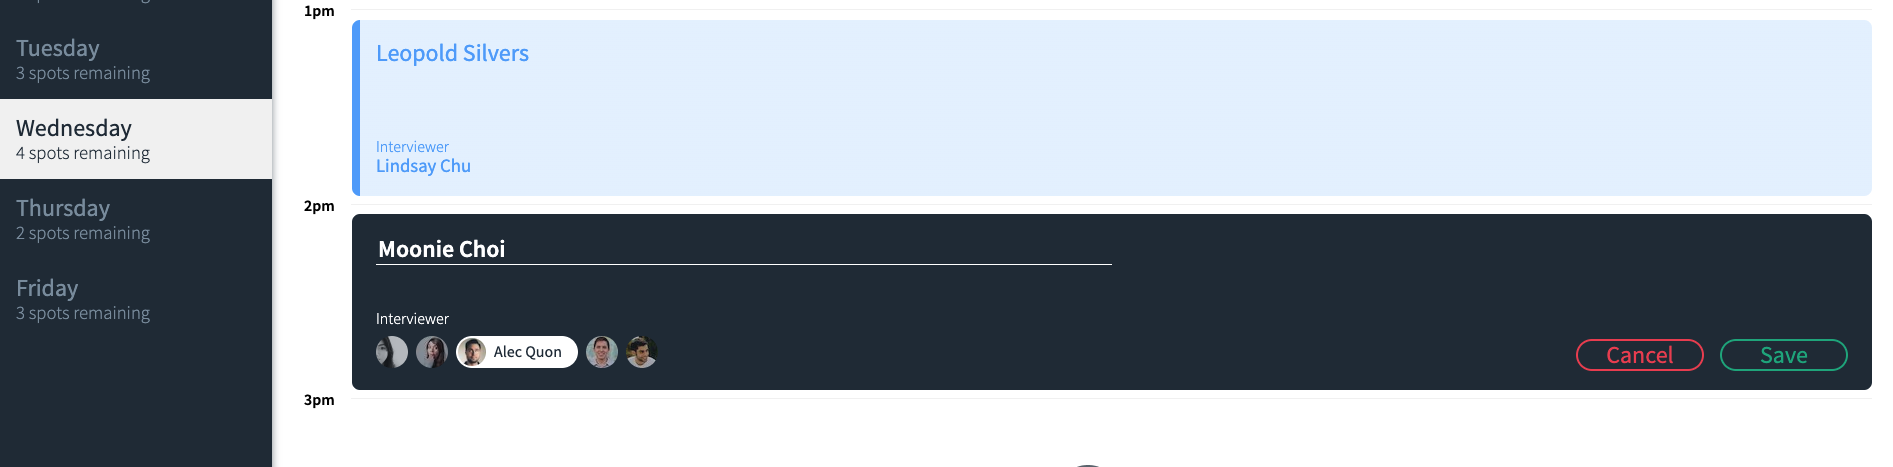 Tuesday
3 spots remaining
Wednesday
4 spots remaining
Thursday
2 spots remaining
Friday
3 spots remaining
1pm
Leopold Silvers
Interviewer
Lindsay Chu
2pm
Moonie Choi
Interviewer
Alec Quon
Cancel
Save
3pm